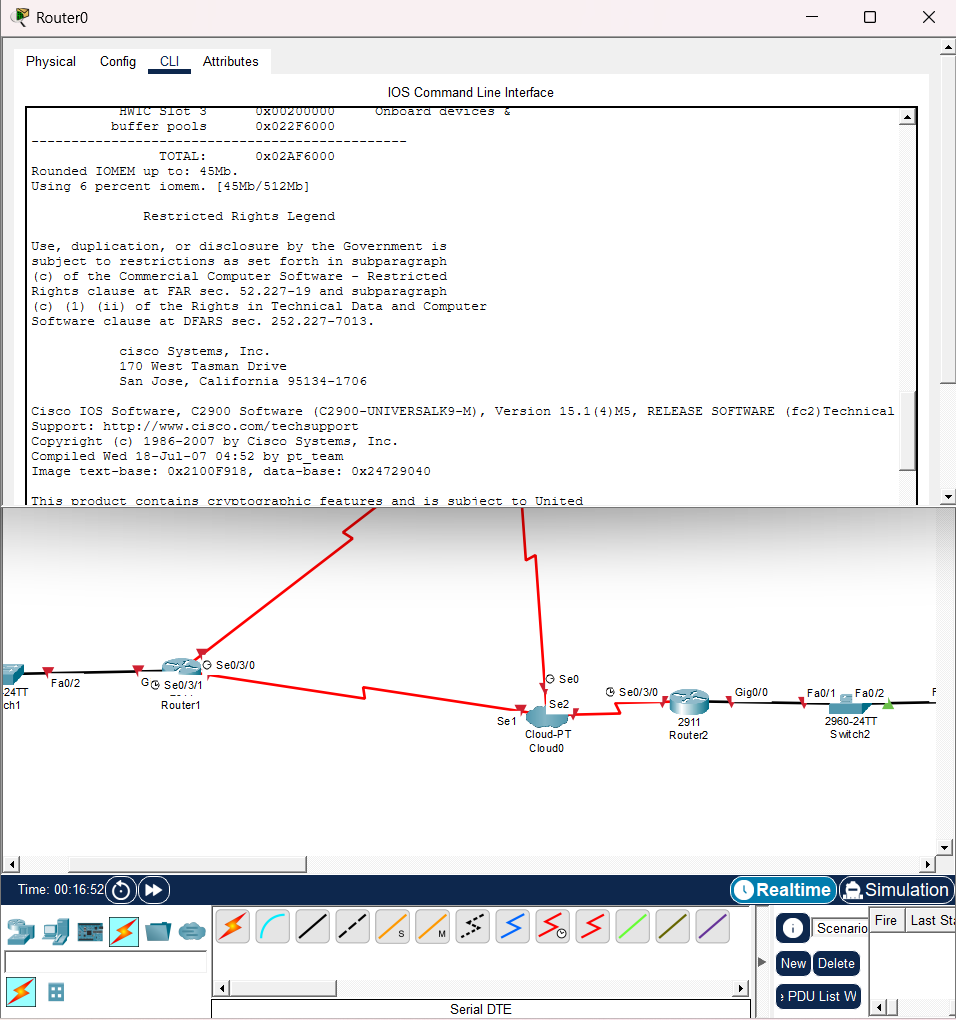 Router0
Physical Config CLI Attributes
IOS Command Line Interface
HWIC Slot 3 0x00200000 Onboard devices &
buffer pools 0x022F6000
-----------------------------------------------
TOTAL: 0x02AF6000
Rounded IOMEM up to: 45Mb.
Using 6 percent iomem. [45Mb/512Mb]
Restricted Rights Legend
Use, duplication, or disclosure by the Government is
subject to restrictions as set forth in subparagraph
(c) of the Commercial Computer Software - Restricted
Rights clause at FAR sec. 52.227-19 and subparagraph
(c) (1) (ii) of the Rights in Technical Data and Computer
Software clause at DFARS sec. 252.227-7013.
cisco Systems, Inc.
170 West Tasman Drive
San Jose, California 95134-1706
Cisco IOS Software, C2900 Software (C2900-UNIVERSALK9-M), Version 15.1(4)M5, RELEASE SOFTWARE (fc2)Technical
Support: http://www.cisco.com/techsupport
Copyright (c) 1986-2007 by Cisco Systems, Inc.
Compiled Wed 18-Jul-07 04:52 by pt_team
Image text-base: 0x2100F918, data-base: 0x24729040
This product contains cryptographic features and is subject to United
Se0/3/0
Fa0/2
G
Se0/3/1
Router1
-24TT
ch1
Se0
Se2
Se1
Cloud-PT
Cloud0
Se0/3/0
Gig0/0
2911
Router2
Fa0/1
Fa0/2
2960-24TT
Switch2
F
Time: 00:16:52
Realtime
Simulation
S
M
Scenario
Fire
Last Sta
New
Delete
e PDU List W
Serial DTE